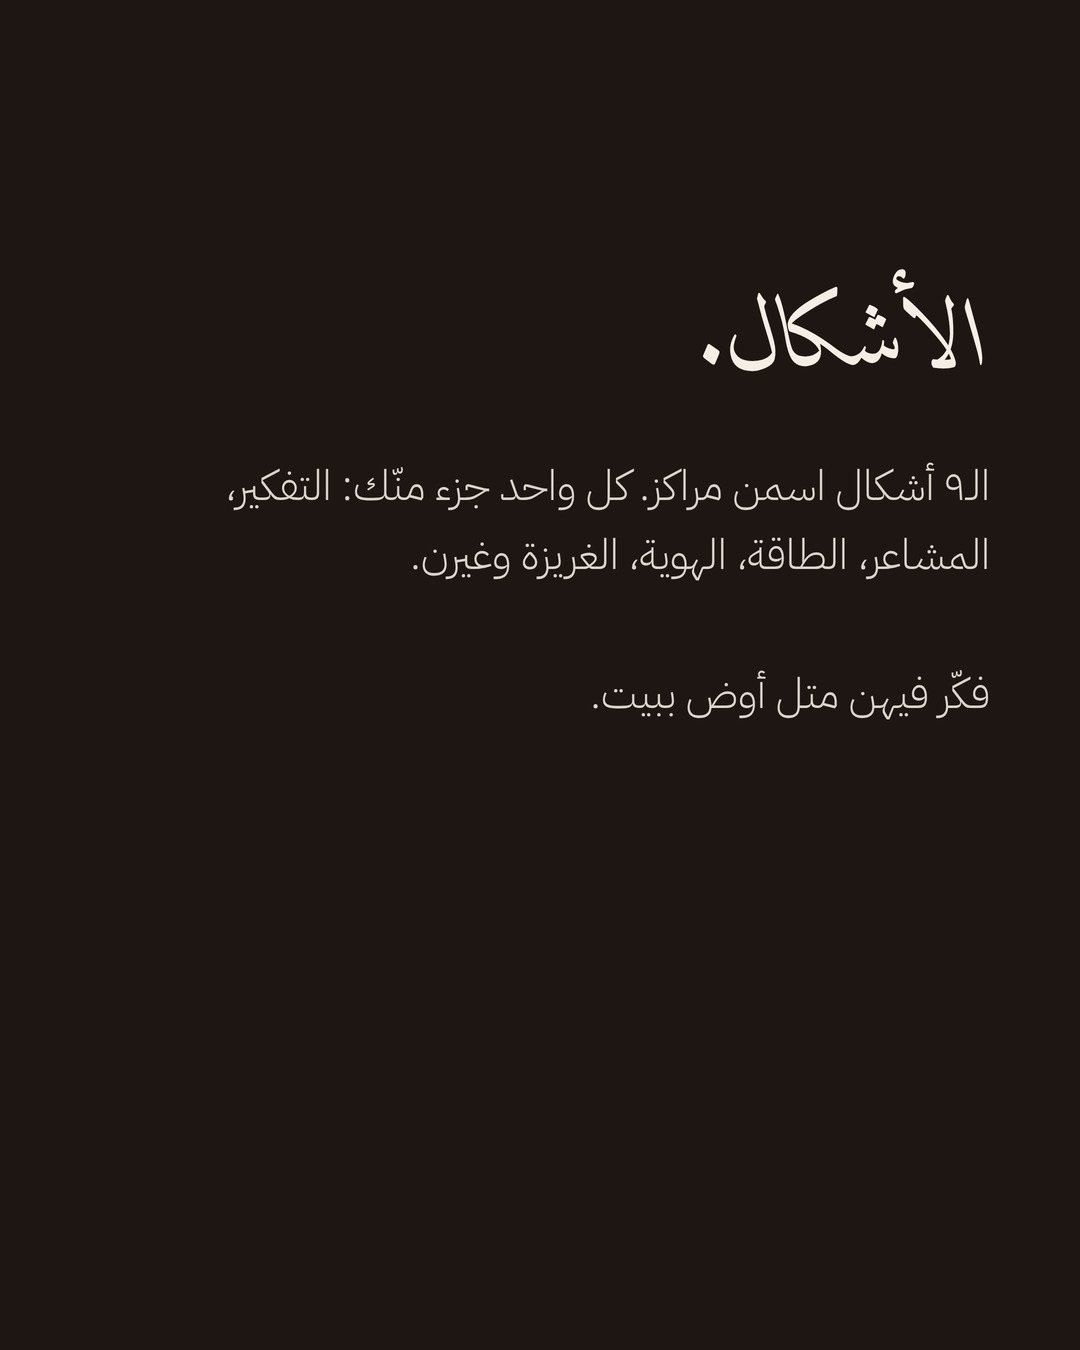 الأشكال.
الـ٩ أشكال اسمن مراكز. كل واحد جزء منّك: التفكير،
المشاعر، الطاقة، الهوية، الغريزة وغيرن.
فكّر فيهن متل أوض ببيت.